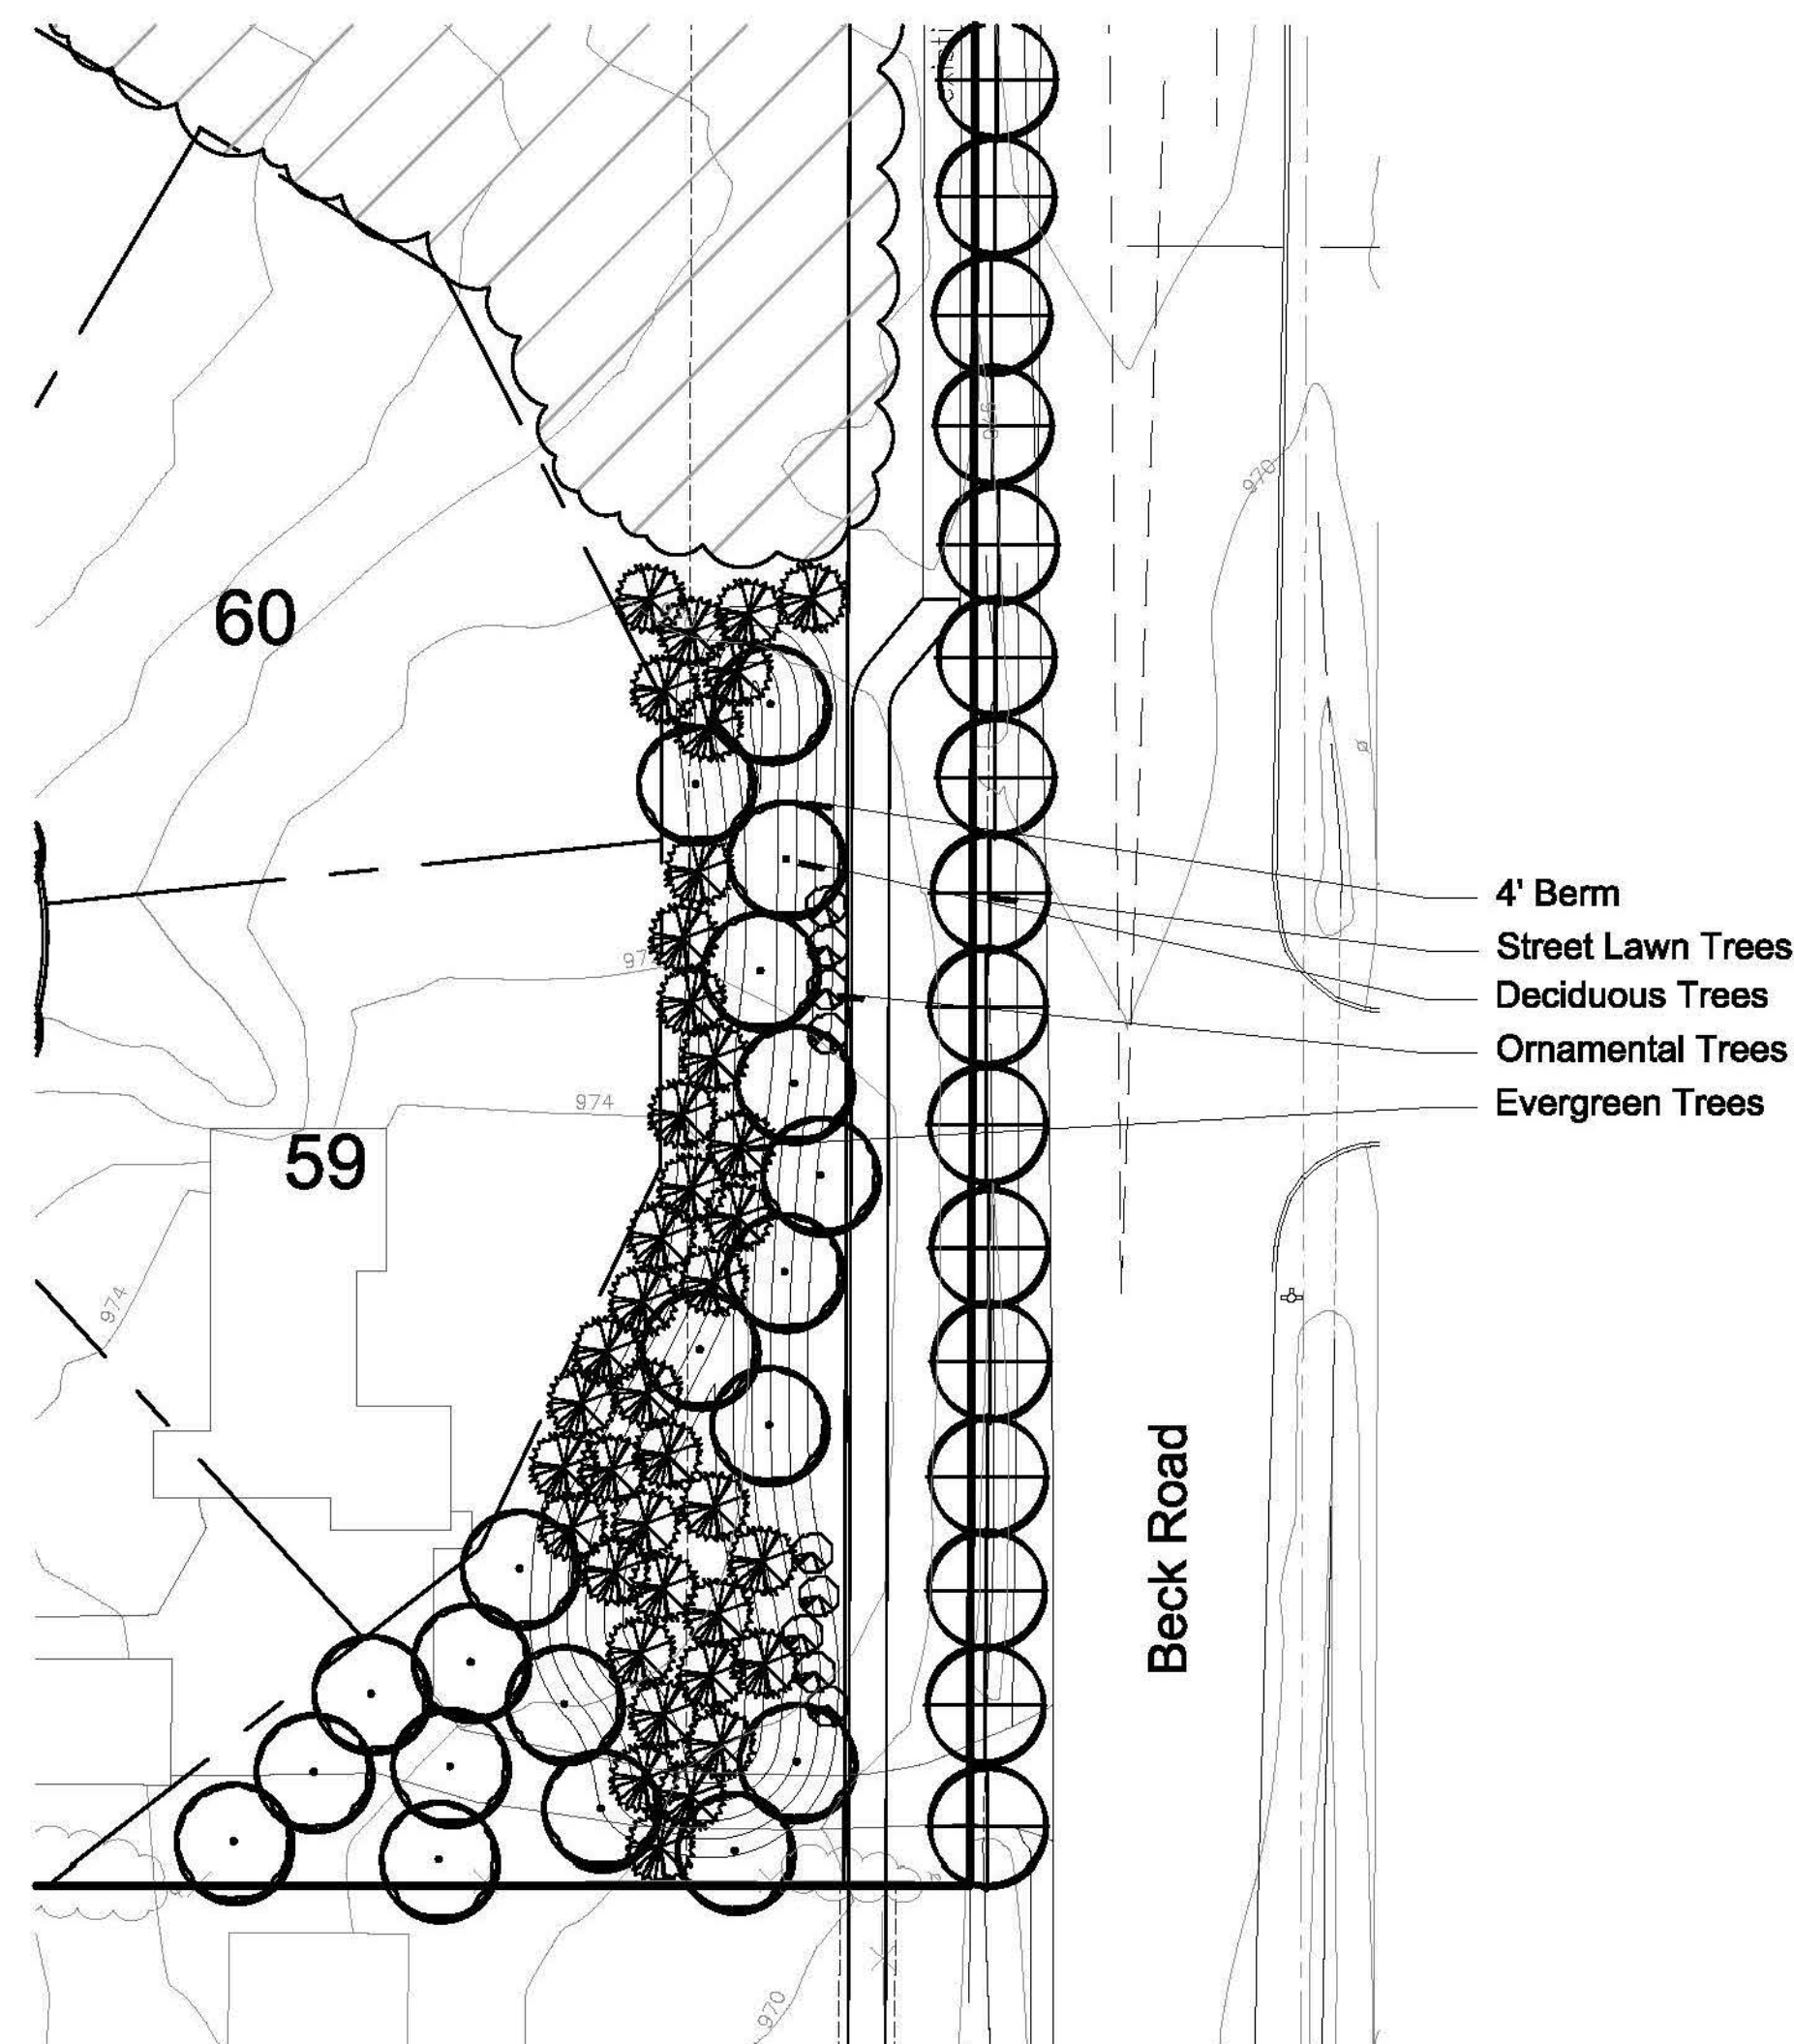 970
60
4' Berm
Street Lawn Trees
Deciduous Trees
Ornamental Trees
Evergreen Trees
974
59
974
Beck Road
970